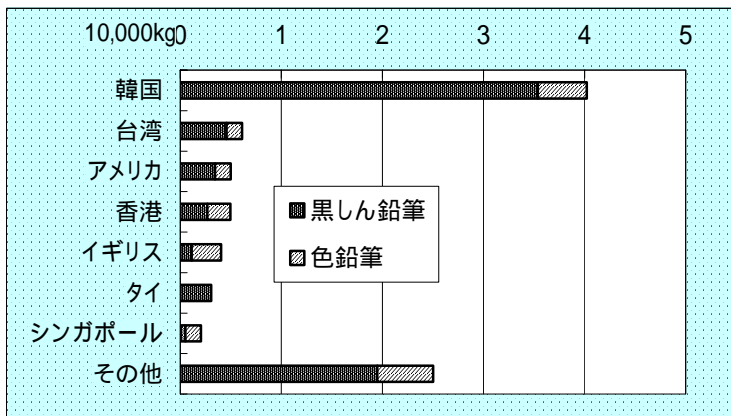 10,000kg 0 1 2 3 4 5
韓国
台湾
アメリカ
香港
イギリス
タイ
シンガポール
その他
黒しん鉛筆
色鉛筆